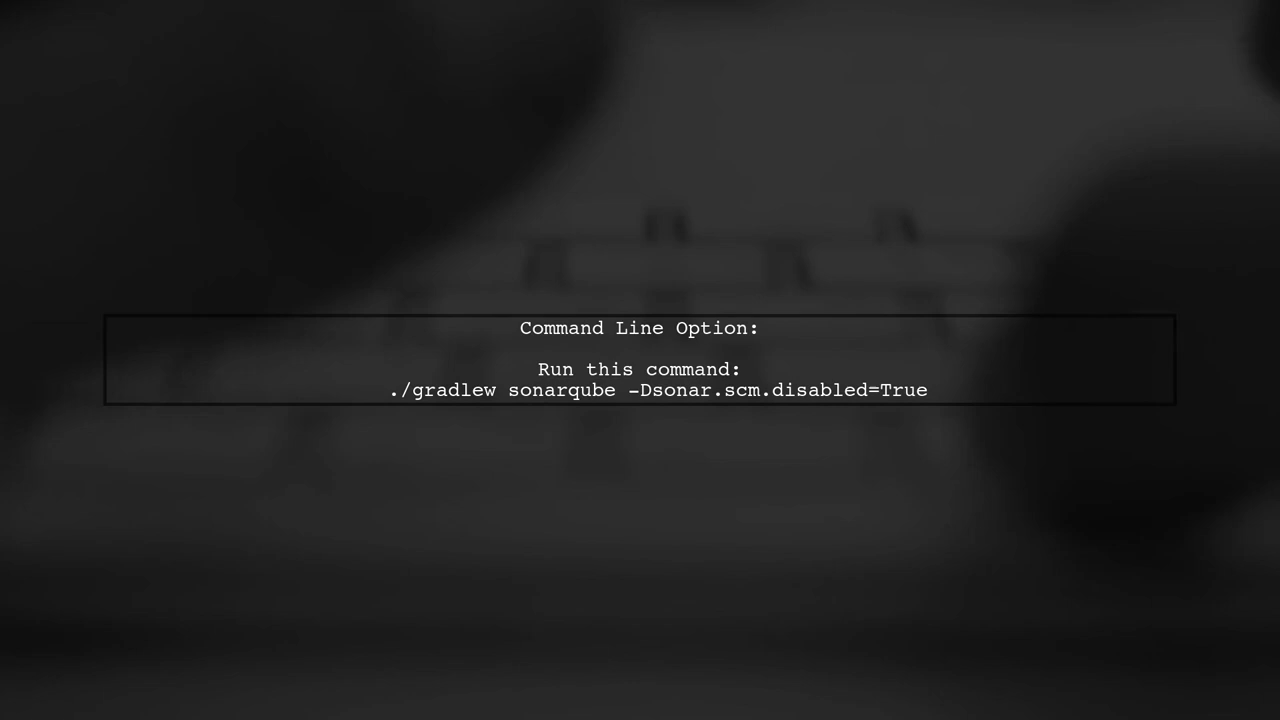 Command Line Option:
Run this command:
./gradlew sonarqube -Dsonar.scm.disabled=True